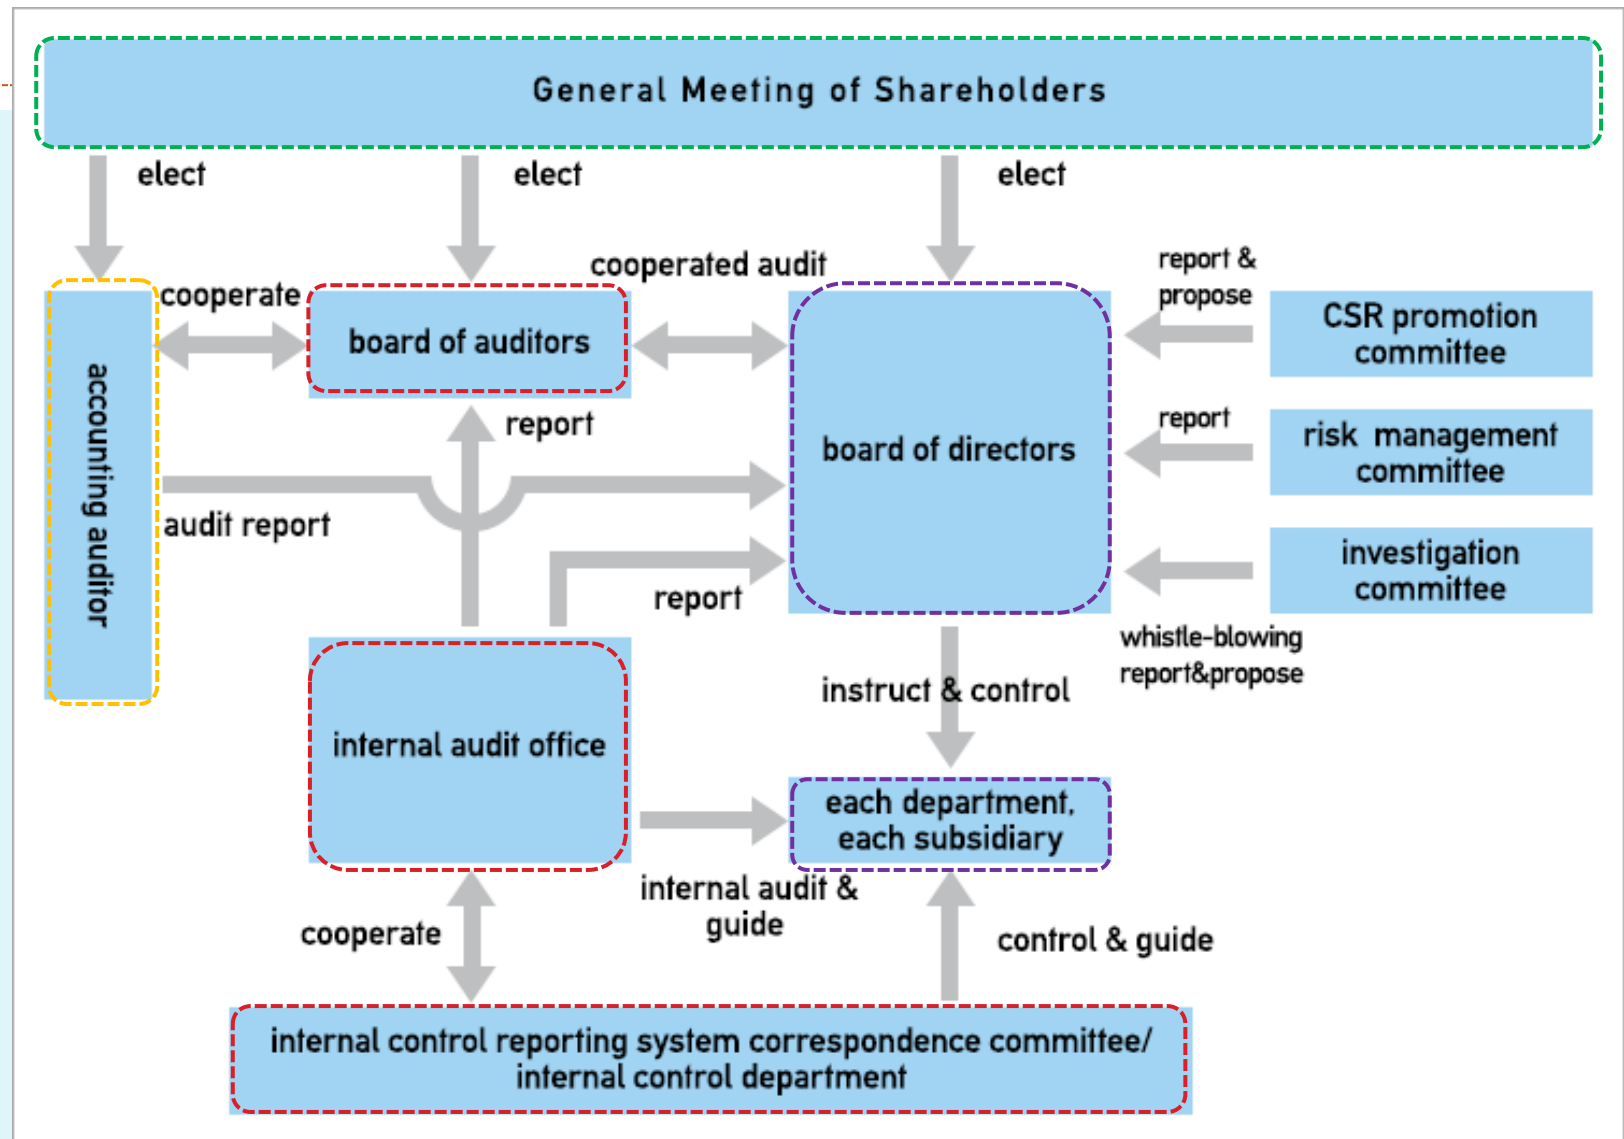 General Meeting of Shareholders
elect
elect
elect
cooperated audit
report &
propose
cooperate
board of auditors
CSR promotion
committee
accounting auditor
report
board of directors
report
risk management
committee
audit report
report
investigation
committee
whistle-blowing
report&propose
instruct & control
internal audit office
each department,
each subsidiary
internal audit &
guide
cooperate
control & guide
internal control reporting system correspondence committee/
internal control department